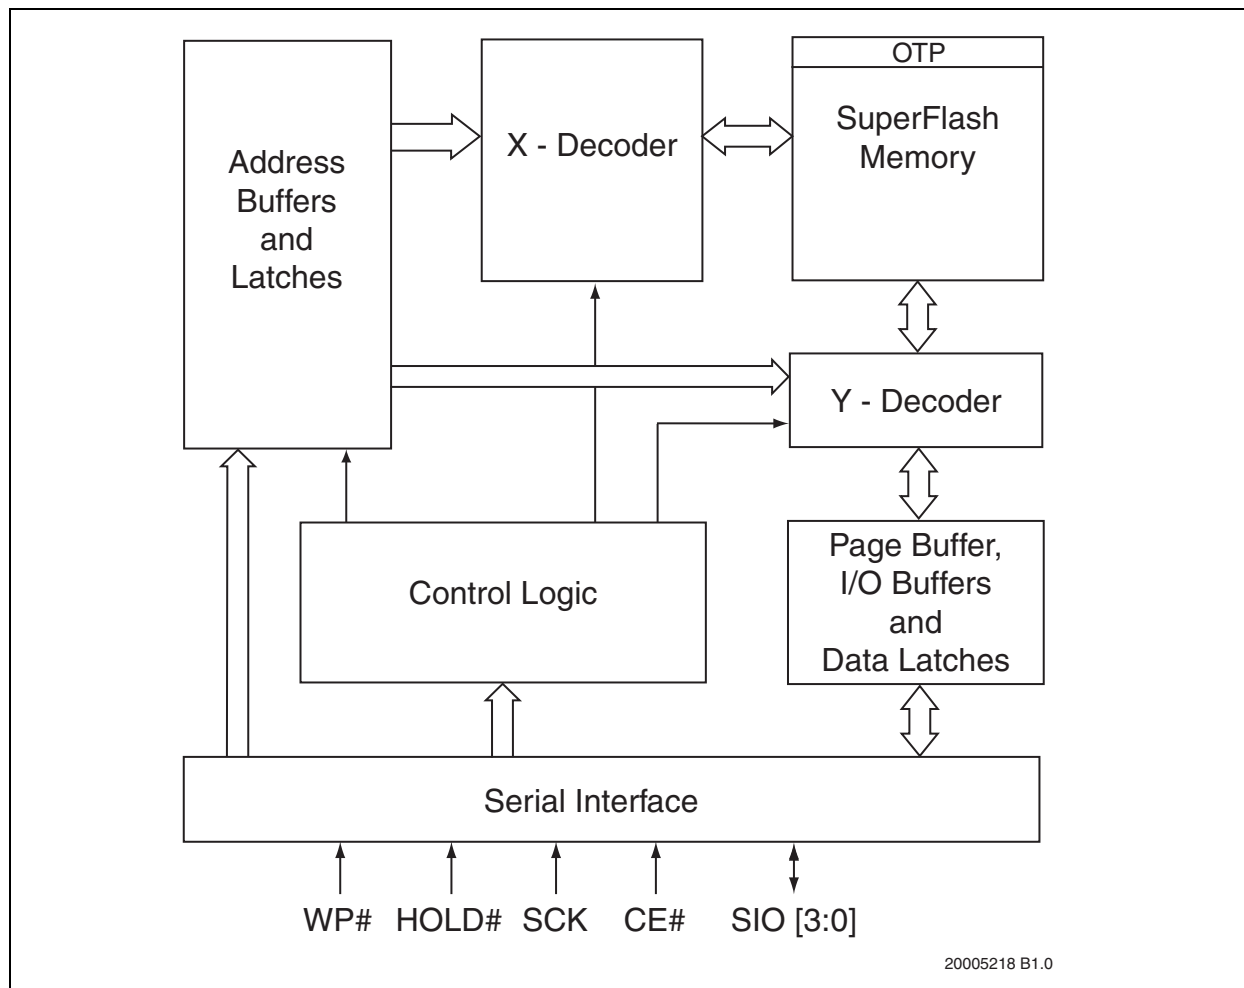 OTP
SuperFlash
Memory
X - Decoder
Address
Buffers
and
Latches
Y - Decoder
Control Logic
Page Buffer,
I/O Buffers
and
Data Latches
Serial Interface
WP# HOLD# SCK CE# SIO [3:0]
20005218 B1.0